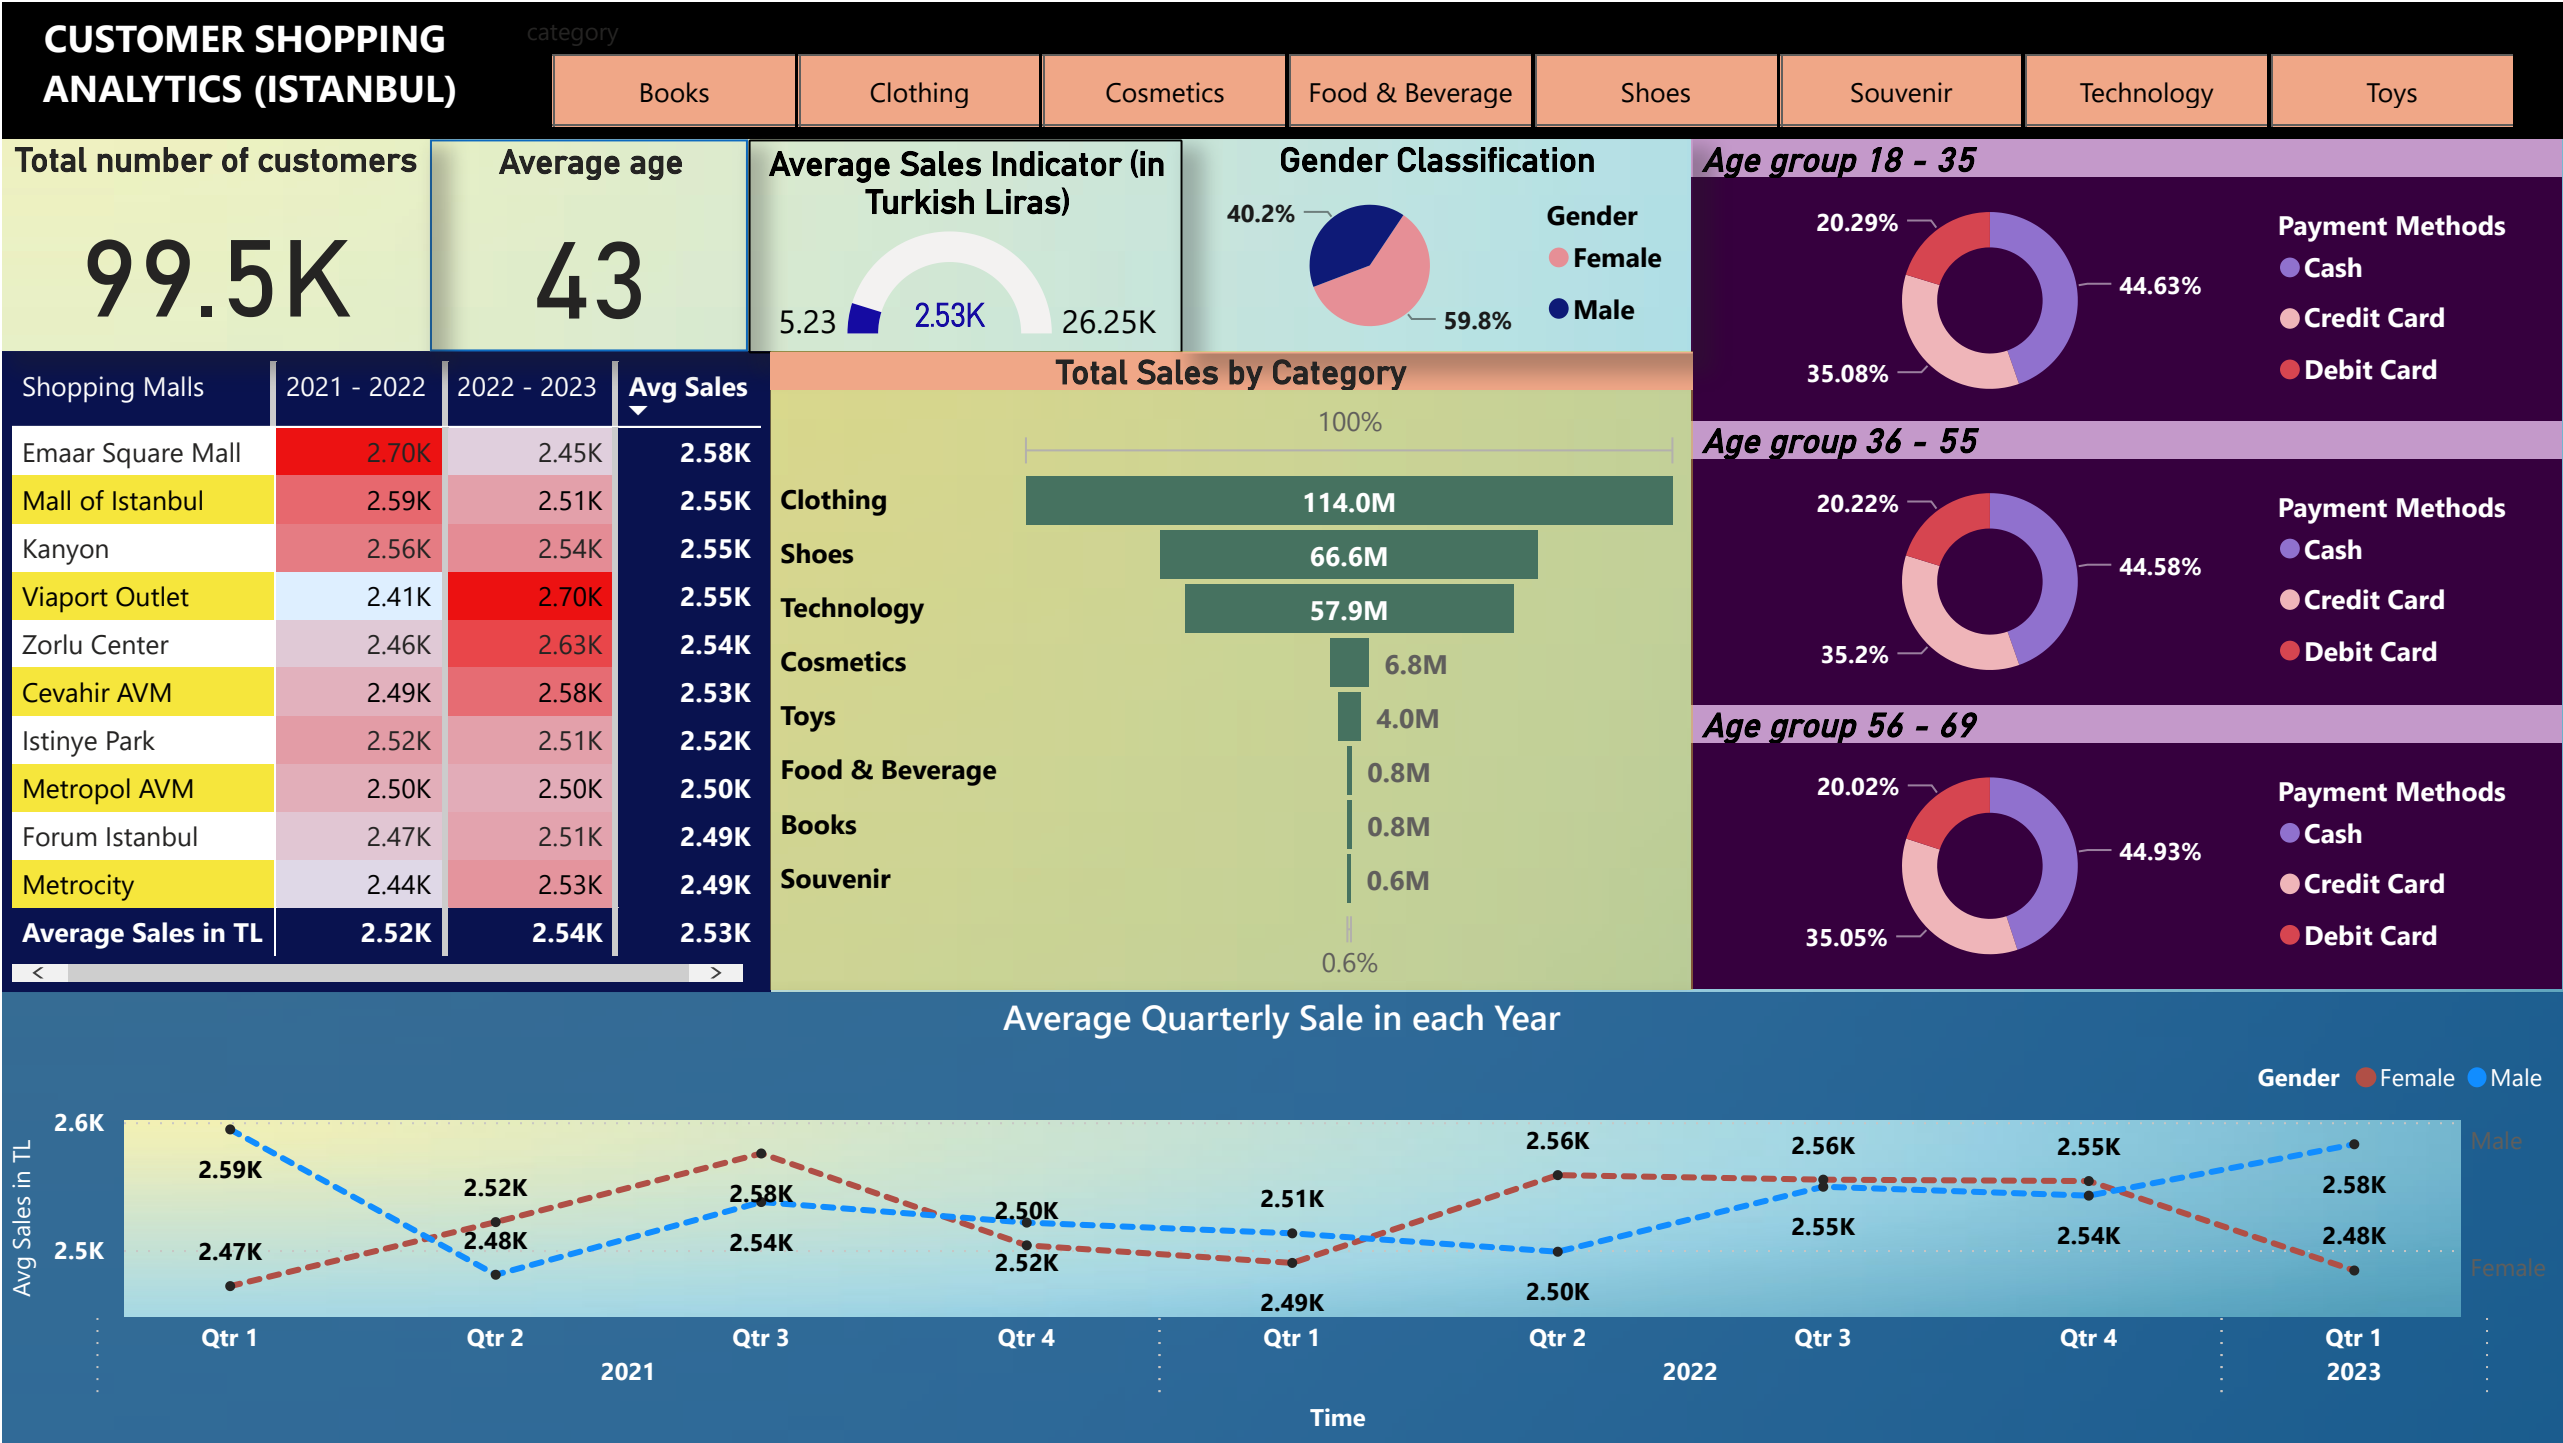 CUSTOMER SHOPPING
ANALYTICS (ISTANBUL)
category
Books
Clothing
Cosmetics
Food & Beverage
Shoes
Souvenir
Technology
Toys
Total number of customers
99.5K
Average age
43
Average Sales Indicator (in
Turkish Liras)
5.23
2.53K
26.25K
Gender Classification
40.2%
59.8%
Gender
Female
Male
Age group 18 - 35
20.29%
44.63%
35.08%
Payment Methods
Cash
Credit Card
Debit Card
Age group 36 - 55
20.22%
44.58%
35.2%
Payment Methods
Cash
Credit Card
Debit Card
Age group 56 - 69
20.02%
44.93%
35.05%
Payment Methods
Cash
Credit Card
Debit Card
Shopping Malls 2021 - 2022 2022 - 2023 Avg Sales
Emaar Square Mall 2.70K 2.45K 2.58K
Mall of Istanbul 2.59K 2.51K 2.55K
Kanyon 2.56K 2.54K 2.55K
Viaport Outlet 2.41K 2.70K 2.55K
Zorlu Center 2.46K 2.63K 2.54K
Cevahir AVM 2.49K 2.58K 2.53K
Istinye Park 2.52K 2.51K 2.52K
Metropol AVM 2.50K 2.50K 2.50K
Forum Istanbul 2.47K 2.51K 2.49K
Metrocity 2.44K 2.53K 2.49K
Average Sales in TL 2.52K 2.54K 2.53K
Total Sales by Category
100%
Clothing 114.0M
Shoes 66.6M
Technology 57.9M
Cosmetics 6.8M
Toys 4.0M
Food & Beverage 0.8M
Books 0.8M
Souvenir 0.6M
0.6%
Average Quarterly Sale in each Year
Gender Female Male
Avg Sales in TL
2.6K
2.5K
2.59K
2.47K
2.52K
2.48K
2.58K
2.54K
2.50K
2.52K
2.51K
2.49K
2.56K
2.50K
2.56K
2.55K
2.55K
2.54K
2.58K
2.48K
Male
Female
Qtr 1 Qtr 2 Qtr 3 Qtr 4 Qtr 1 Qtr 2 Qtr 3 Qtr 4 Qtr 1
2021 2022 2023
Time